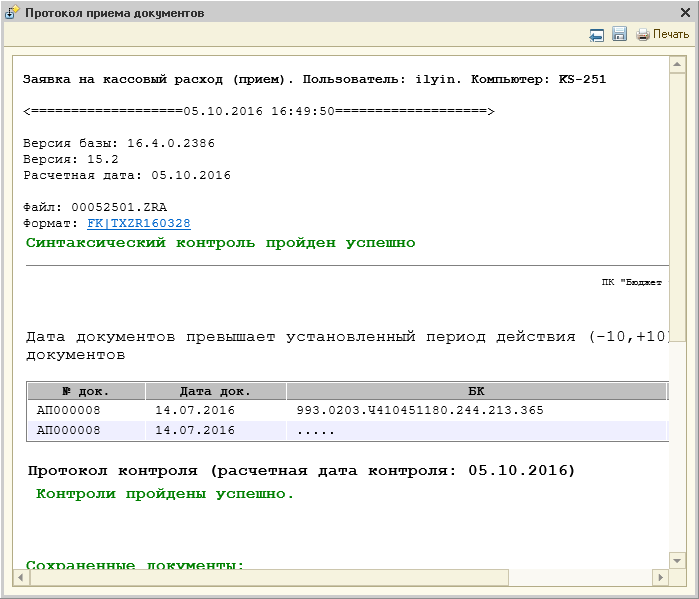 Протокол приема документов
Печать
Заявка на кассовый расход (прием). Пользователь: ilyin. Компьютер: KS-251
<===================05.10.2016 16:49:50===================>
Версия базы: 16.4.0.2386
Версия: 15.2
Расчетная дата: 05.10.2016
Файл: 00052501.ZRA
Формат: FK|TXZR160328
Синтаксический контроль пройден успешно
ПК "Бюджет
Дата документов превышает установленный период действия (-10,+10)
документов
№ док. Дата док. БК
АП000008 14.07.2016 993.0203.Ч410451180.244.213.365
АП000008 14.07.2016 .....
Протокол контроля (расчетная дата контроля: 05.10.2016)
Контроли пройдены успешно.
Сохраненные документы: